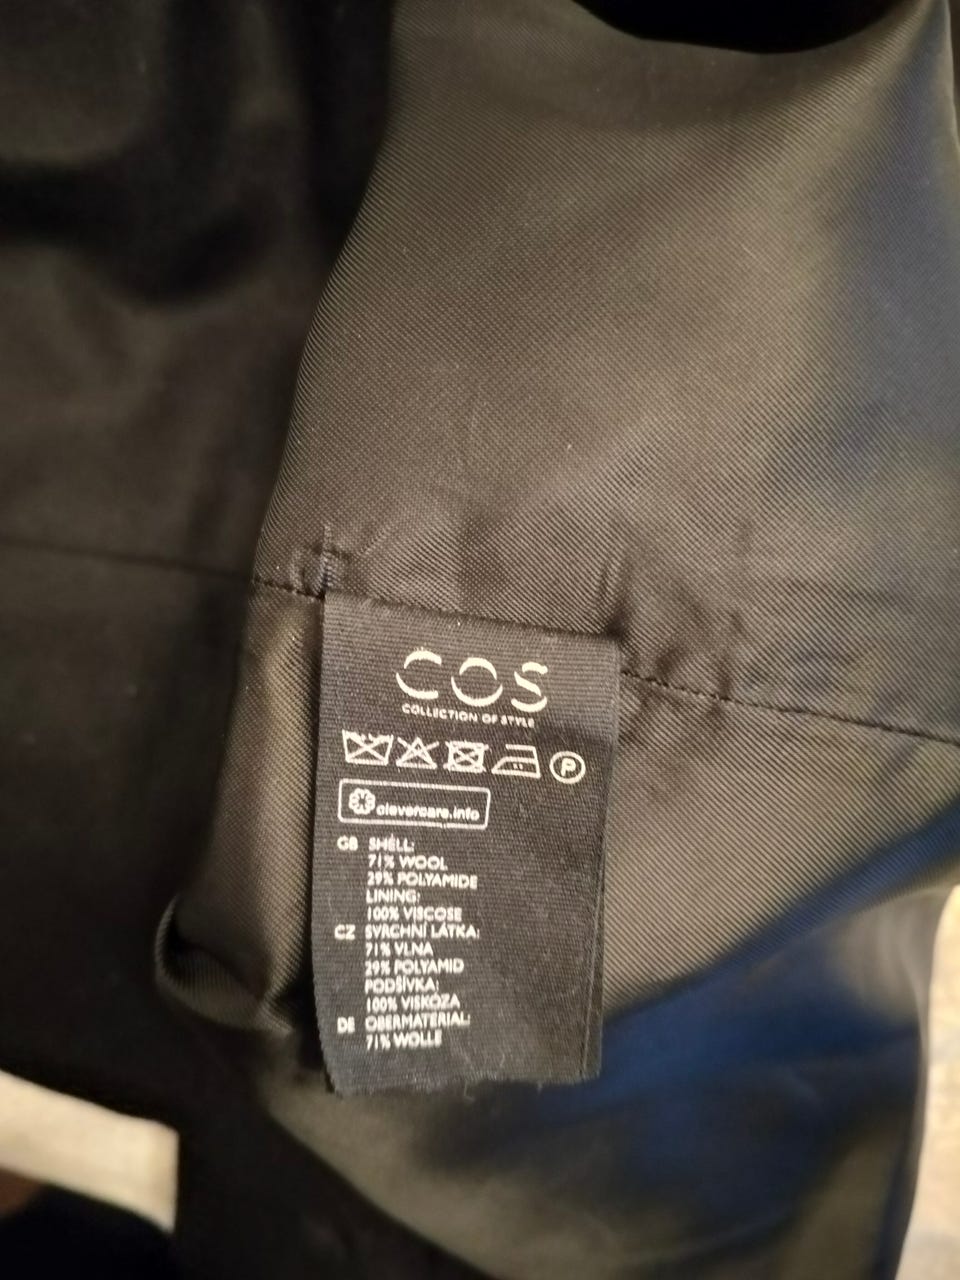 COS
COLLECTION OF STYLE
P
clevercare.info
GB SHELL:
71% WOOL
29% POLYAMIDE
LINING:
100% VISCOSE
CZ SVRCHNÍ LÁTKA:
71% VLNA
29% POLYAMID
PODŠÍVKA:
100% VISKÓZA
DE OBERMATERIAL:
71% WOLLE